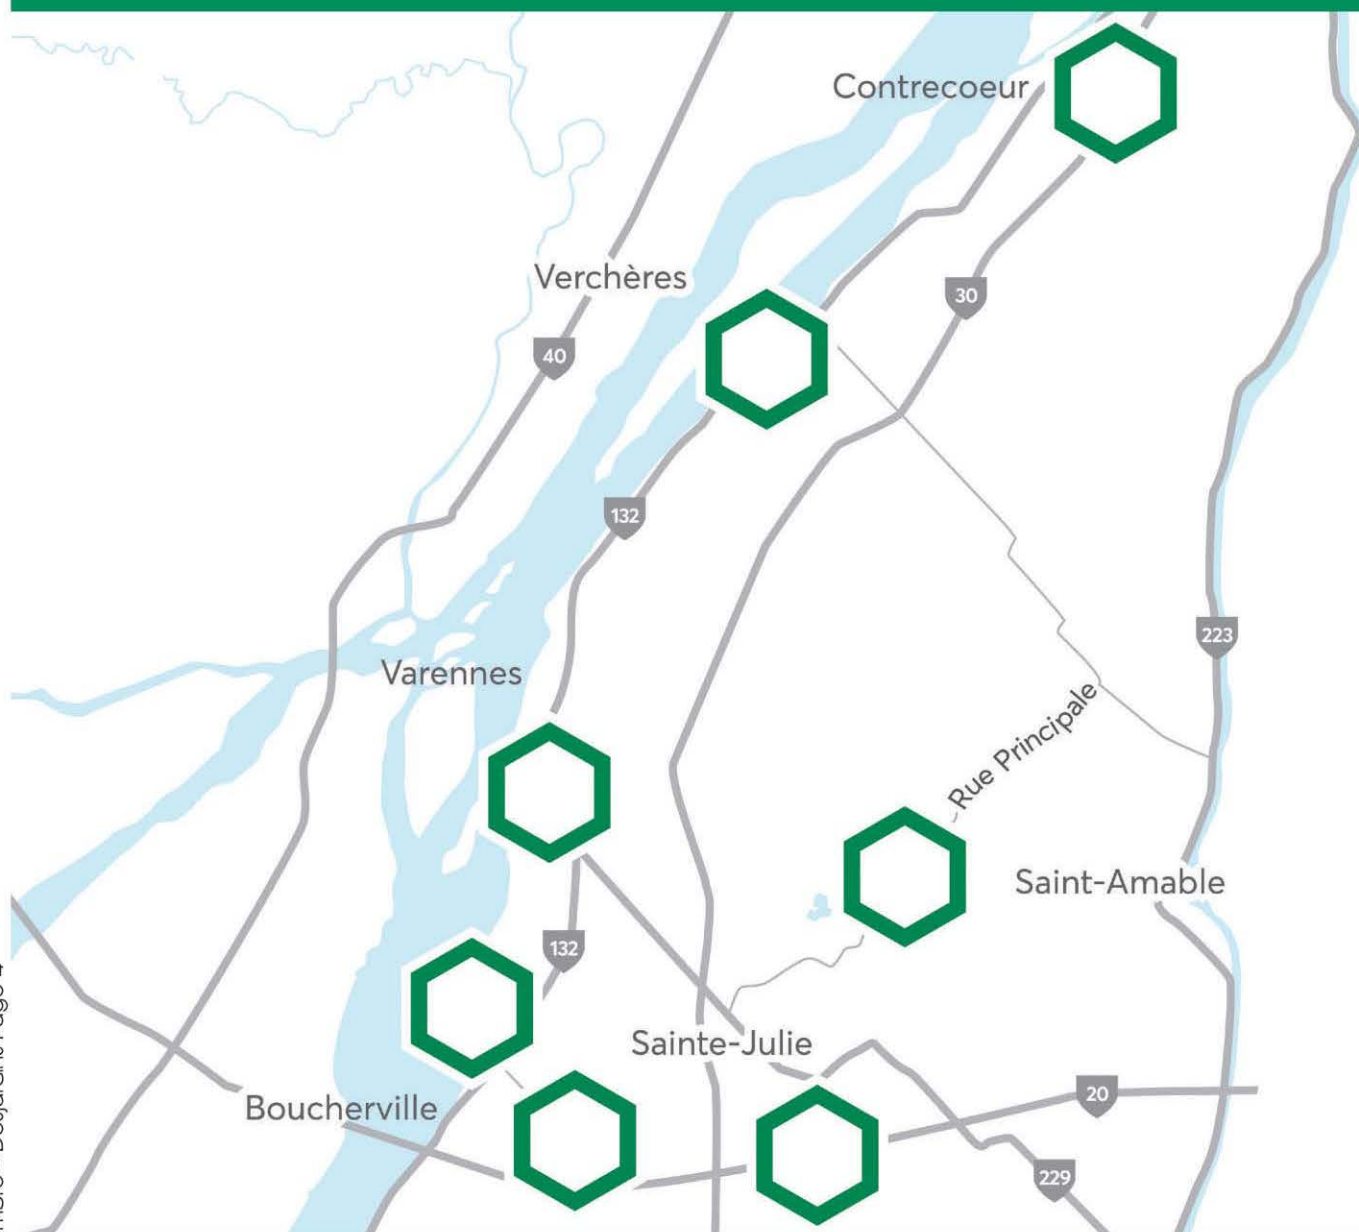 Contrecoeur
Verchères
30
40
132
223
Varennes
Rue Principale
Saint-Amable
132
Sainte-Julie
20
Boucherville
229